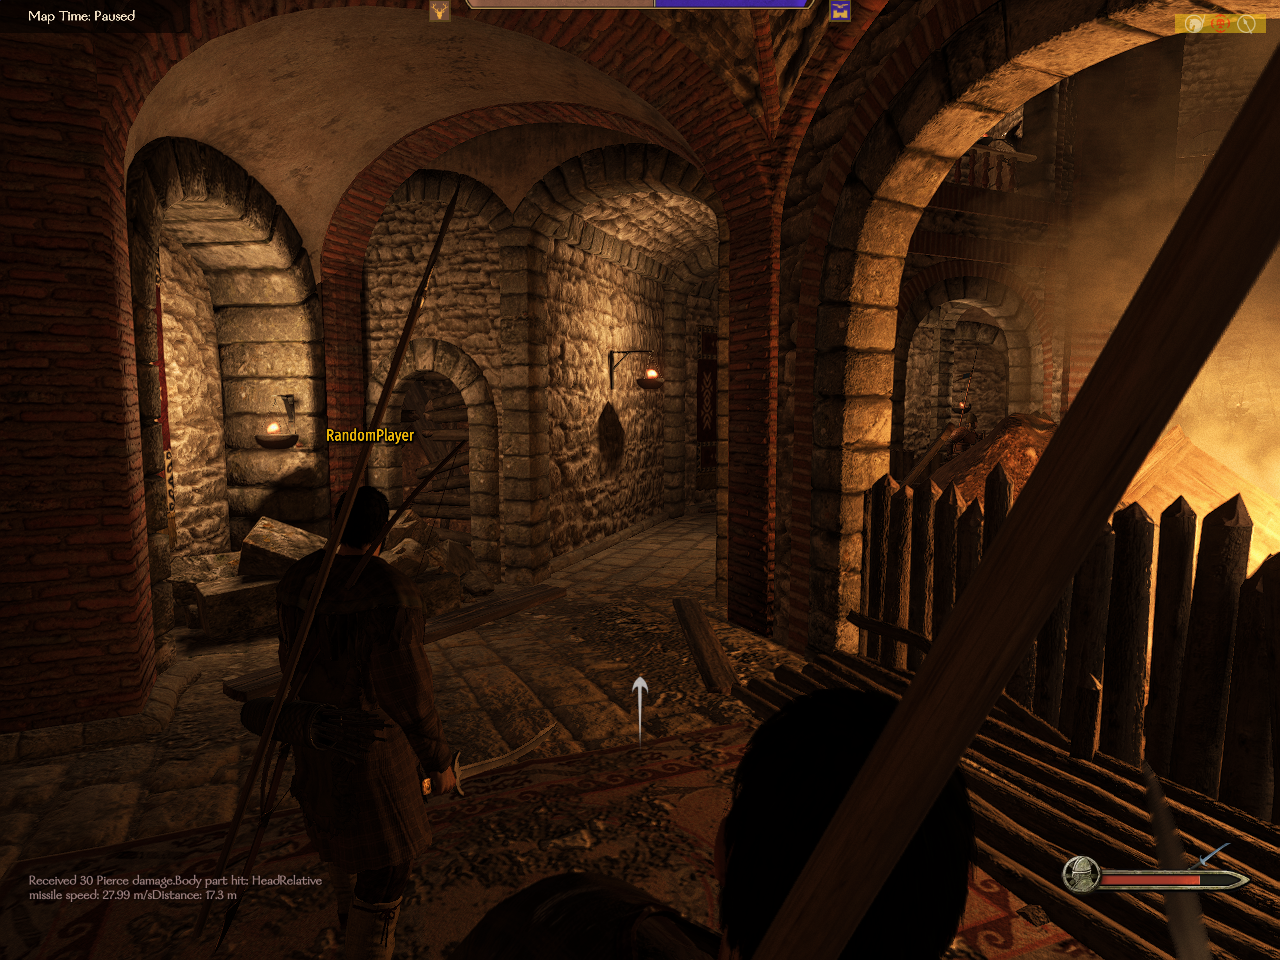 Map Time: Paused
RandomPlayer
Received 30 Pierce damage.Body part hit: HeadRelative
missile speed: 27.99 m/sDistance: 17.3 m